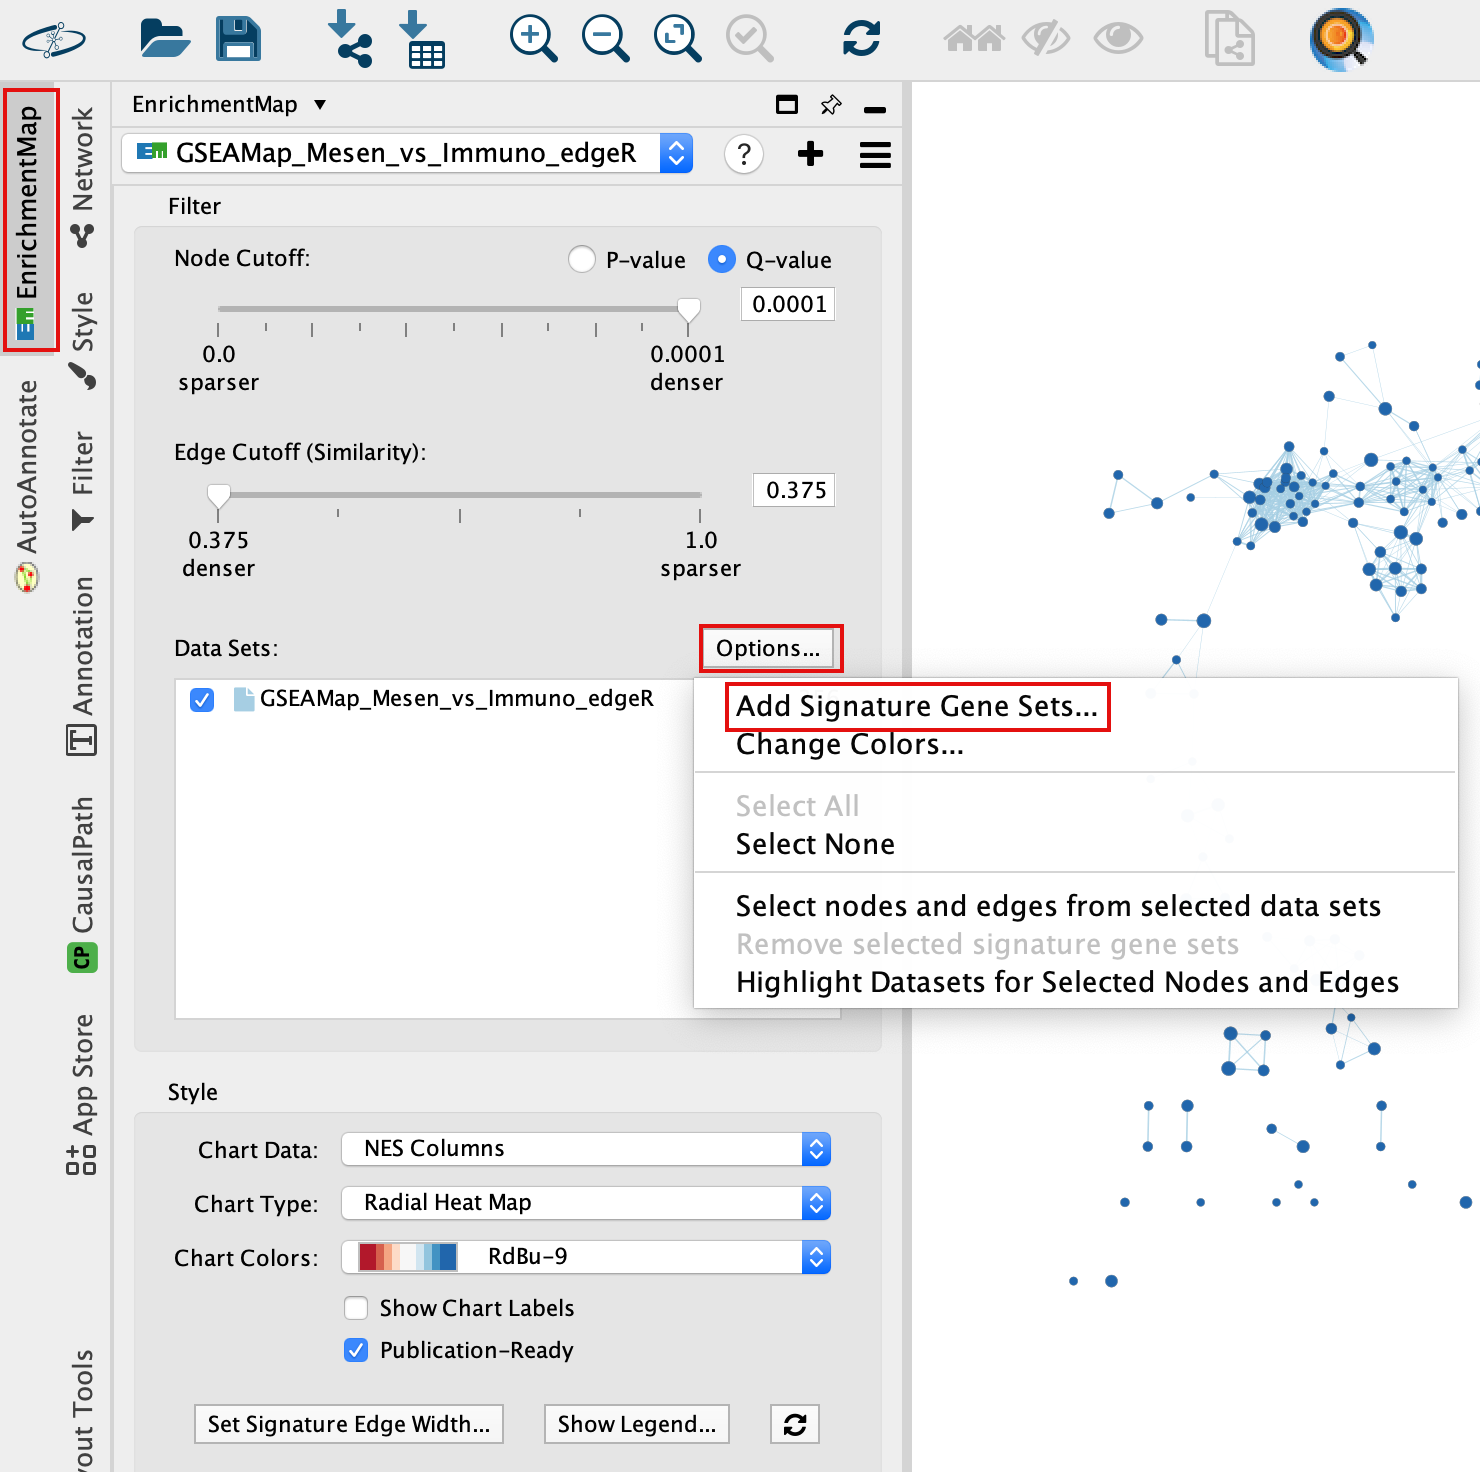 EnrichmentMap
AutoAnnotate
Network
Style
Filter
Annotation
CausalPath
CP
App Store
Tools
EnrichmentMap
GSEAMap_Mesen_vs_Immuno_edgeR
?
Filter
Node Cutoff:
P-value
Q-value
0.0001
0.0
0.0001
sparser
denser
Edge Cutoff (Similarity):
0.375
0.375
1.0
denser
sparser
Data Sets:
Options...
GSEAMap_Mesen_vs_Immuno_edgeR
Add Signature Gene Sets...
Change Colors...
Select All
Select None
Select nodes and edges from selected data sets
Remove selected signature gene sets
Highlight Datasets for Selected Nodes and Edges
Style
Chart Data:
NES Columns
Chart Type:
Radial Heat Map
Chart Colors:
RdBu-9
Show Chart Labels
Publication-Ready
Set Signature Edge Width...
Show Legend...